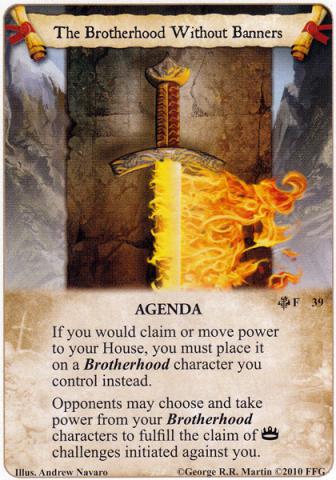 The Brotherhood Without Banners
AGENDA
F 39
If you would claim or move power
to your House, you must place it
on a Brotherhood character you
control instead.
Opponents may choose and take
power from your Brotherhood
characters to fulfill the claim of
challenges initiated against you.
Illus. Andrew Navaro ©George R.R. Martin ©2010 FFG